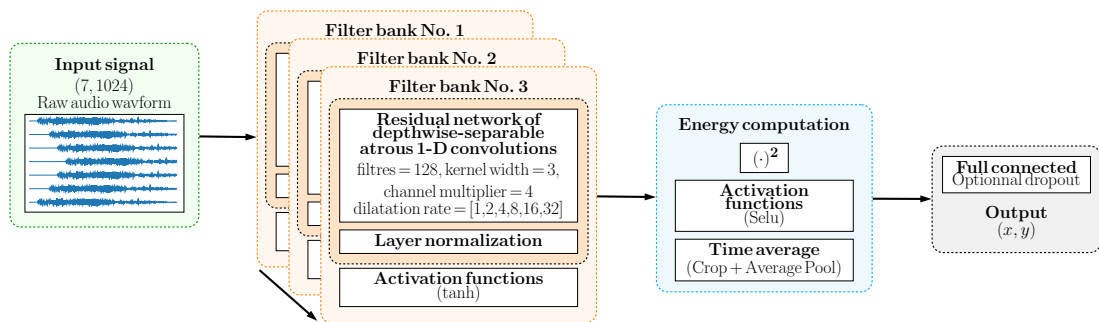 Input signal
(7, 1024)
Raw audio wavform
Filter bank No. 1
Filter bank No. 2
Filter bank No. 3
Residual network of
depthwise-separable
atrous 1-D convolutions
filtres = 128, kernel width = 3,
channel multiplier = 4
dilatation rate = [1,2,4,8,16,32]
Layer normalization
Activation functions
(tanh)
Energy computation
(·)²
Activation
functions
(Selu)
Time average
(Crop + Average Pool)
Full connected
Optionnal dropout
Output
(x, y)